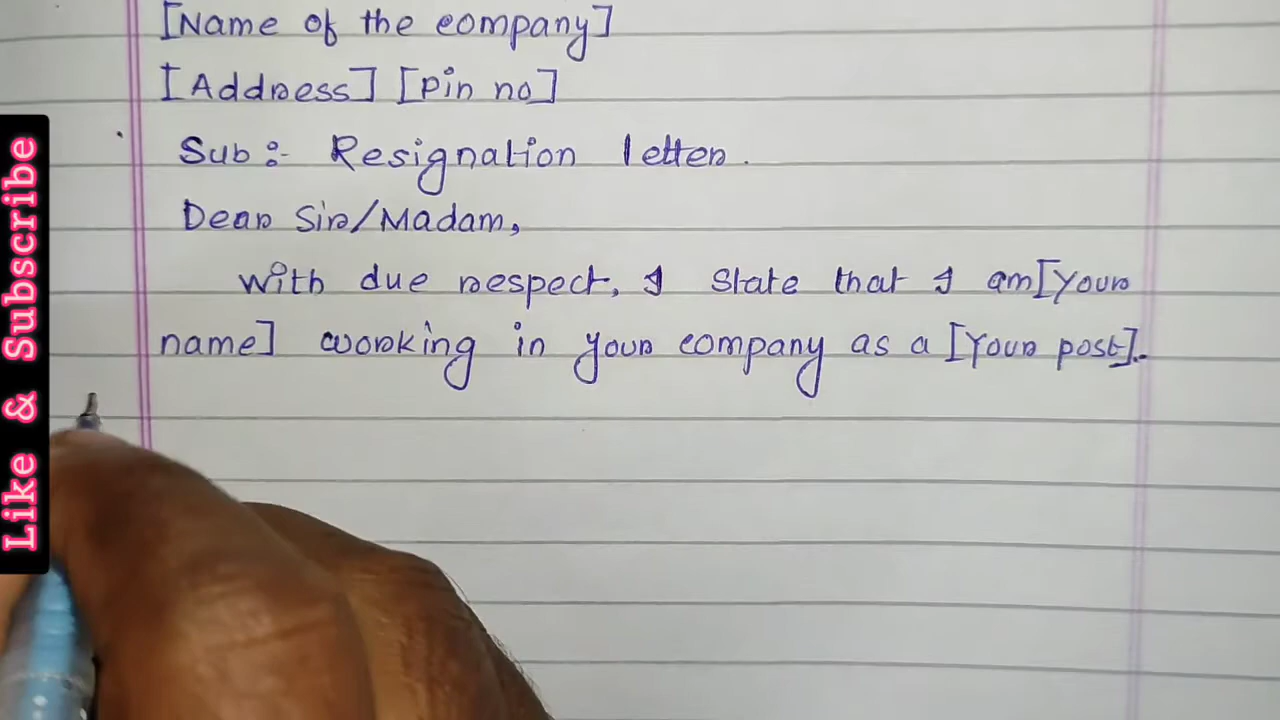 [Name of the company]
[Address] [Pin no]
Sub:- Resignation letter.
Dear Sir/Madam,
With due respect, I state that I am [Your
name] working in your company as a [Your post].
Like & Subscribe